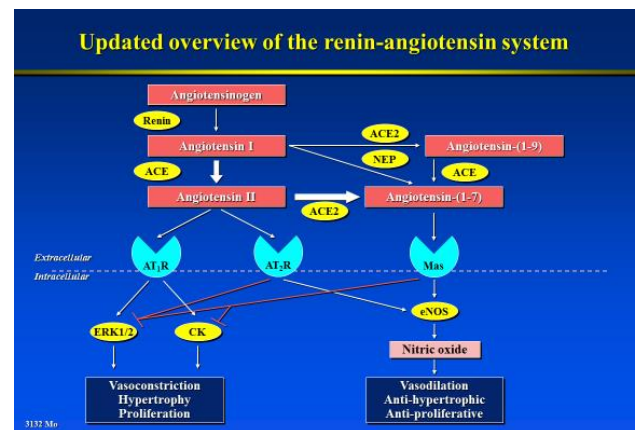 Updated overview of the renin-angiotensin system
Angiotensinogen
Renin
Angiotensin I
ACE2
Angiotensin-(1-9)
NEP
ACE
ACE
Angiotensin II
ACE2
Angiotensin-(1-7)
Extracellular
AT₁R
AT₂R
Mas
Intracellular
ERK1/2
CK
eNOS
Nitric oxide
Vasoconstriction
Hypertrophy
Proliferation
Vasodilation
Anti-hypertrophic
Anti-proliferative
3132 Mo